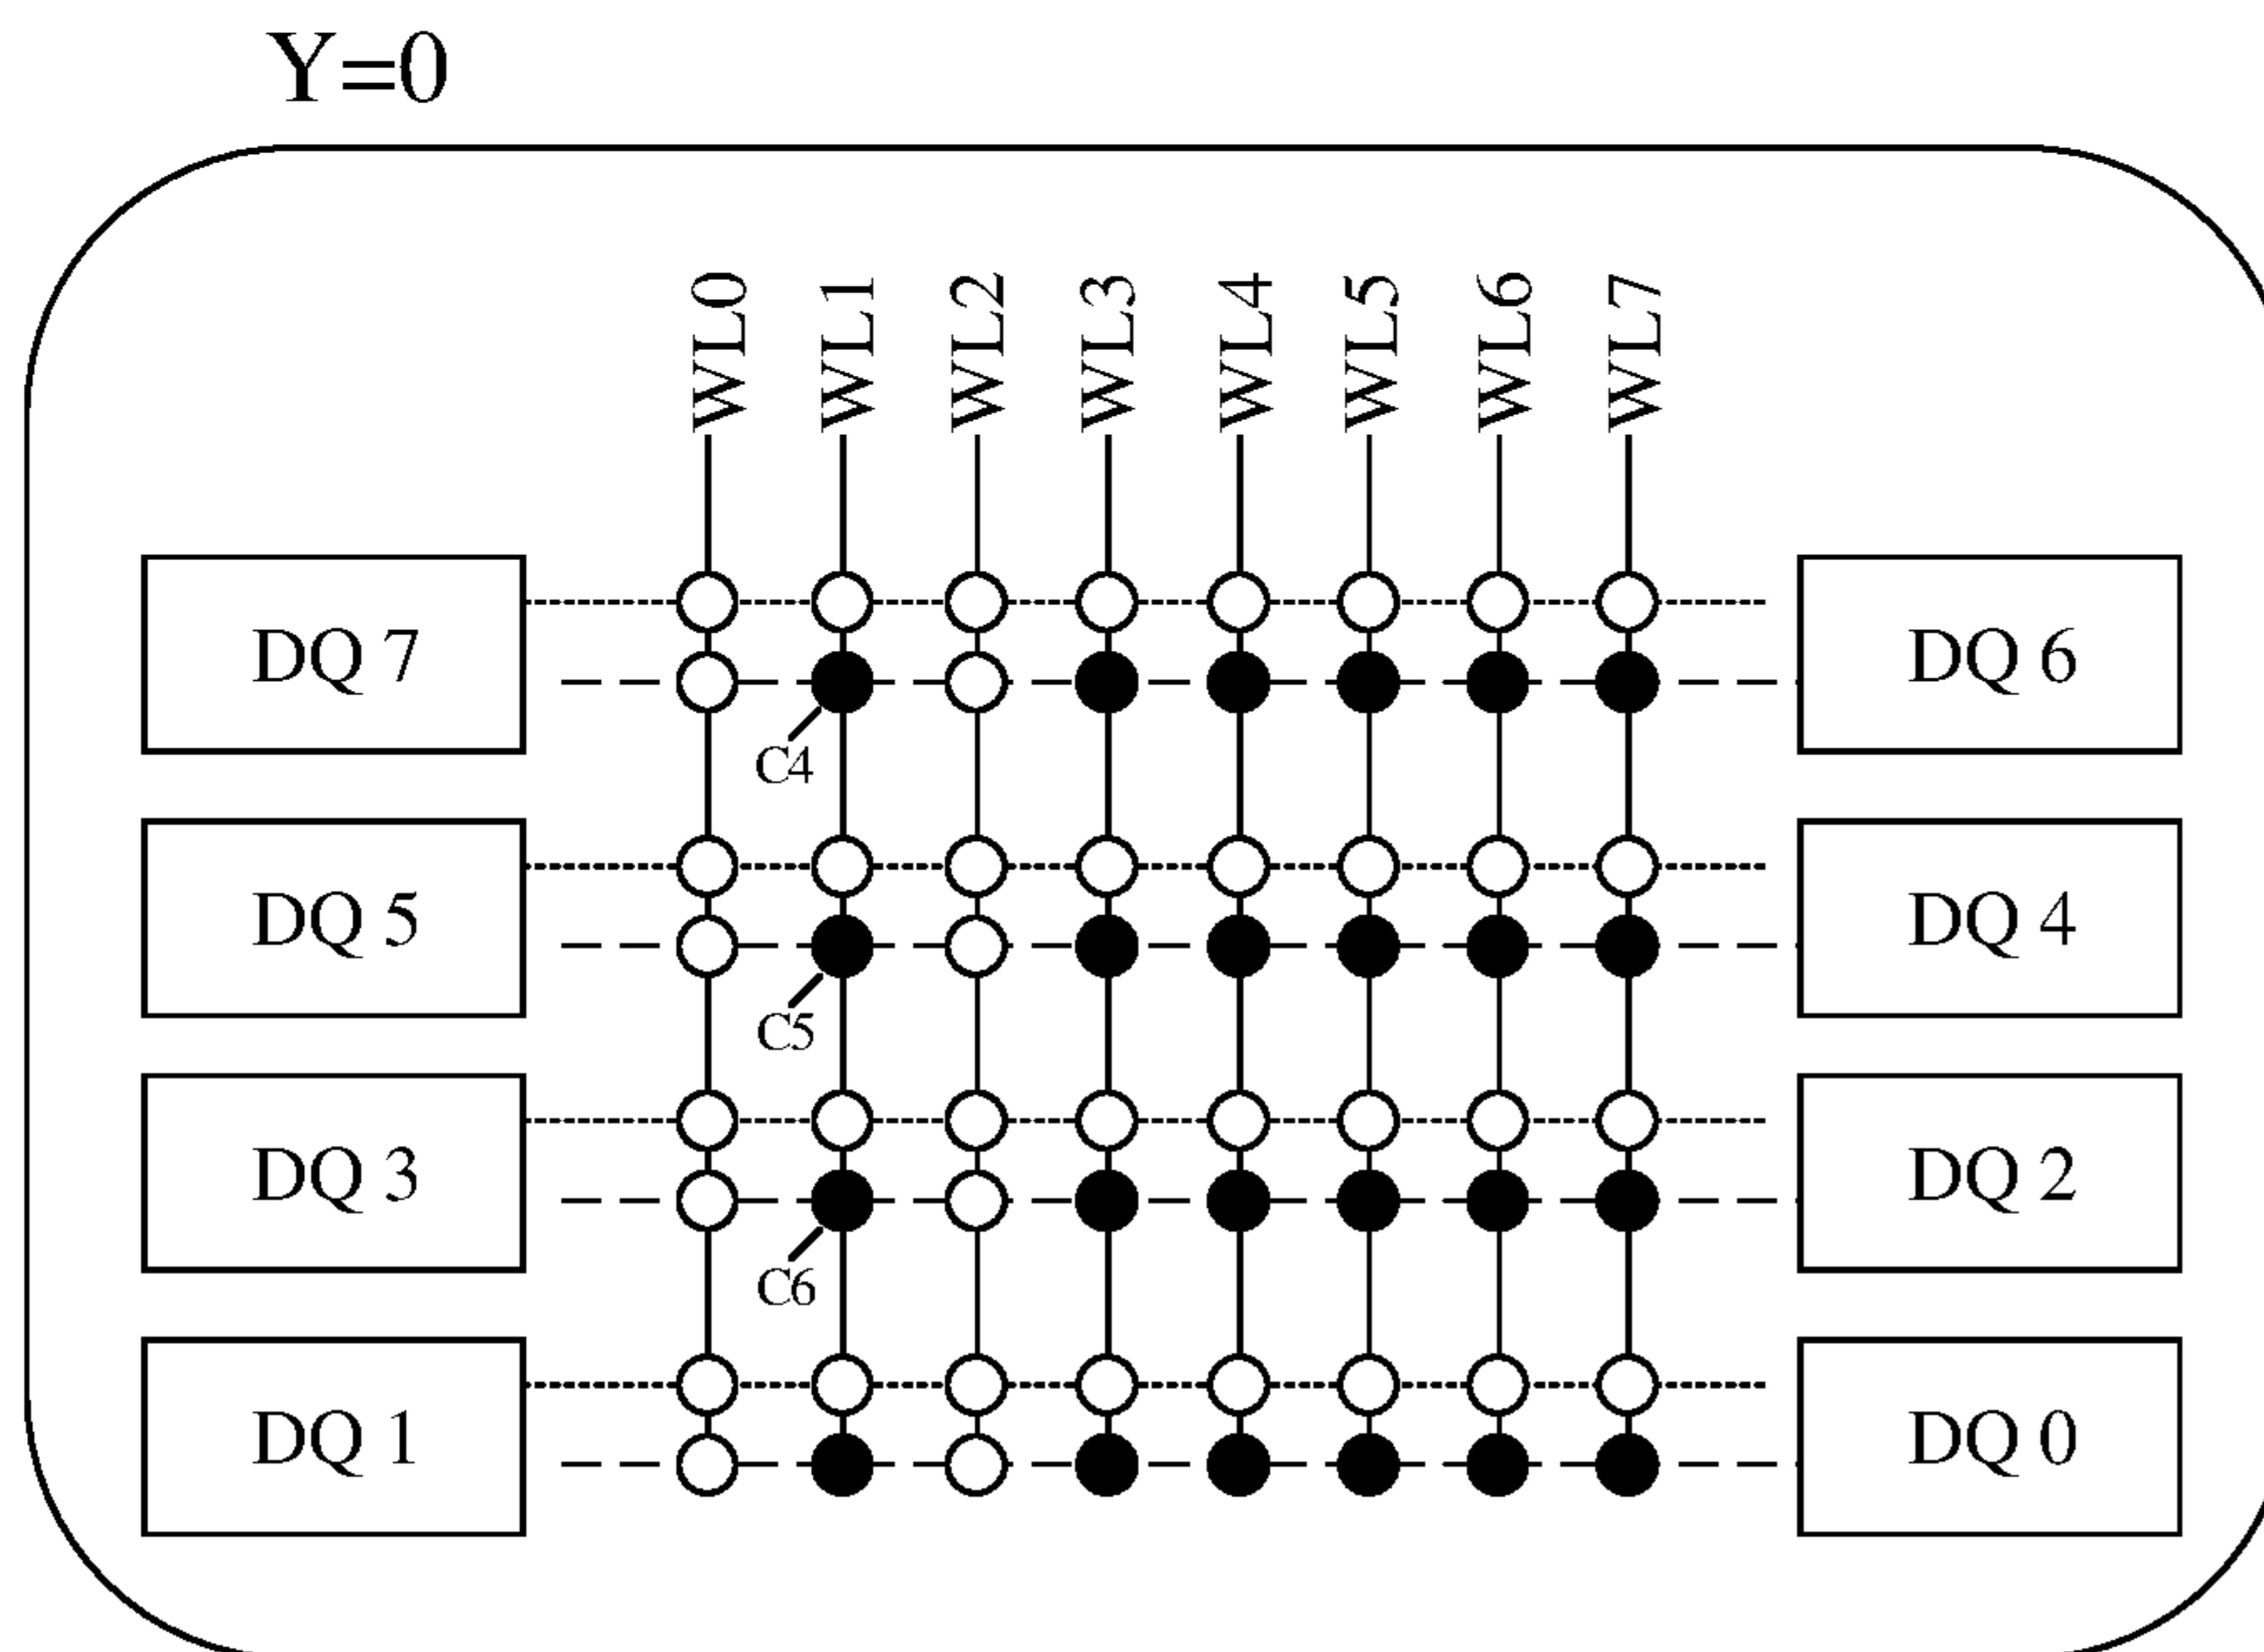 Y=0
WL0 WL1 WL2 WL3 WL4 WL5 WL6 WL7
DQ 7 DQ 6
C4
DQ 5 DQ 4
C5
DQ 3 DQ 2
C6
DQ 1 DQ 0